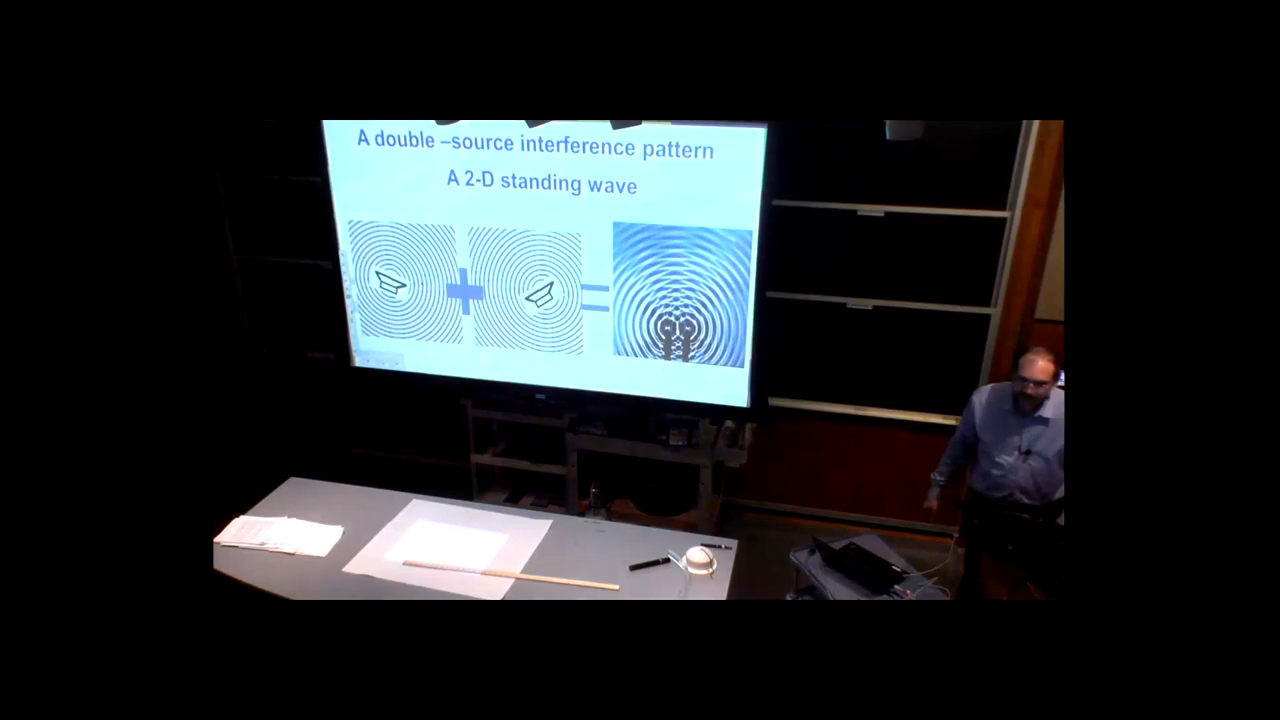 A double –source interference pattern
A 2-D standing wave